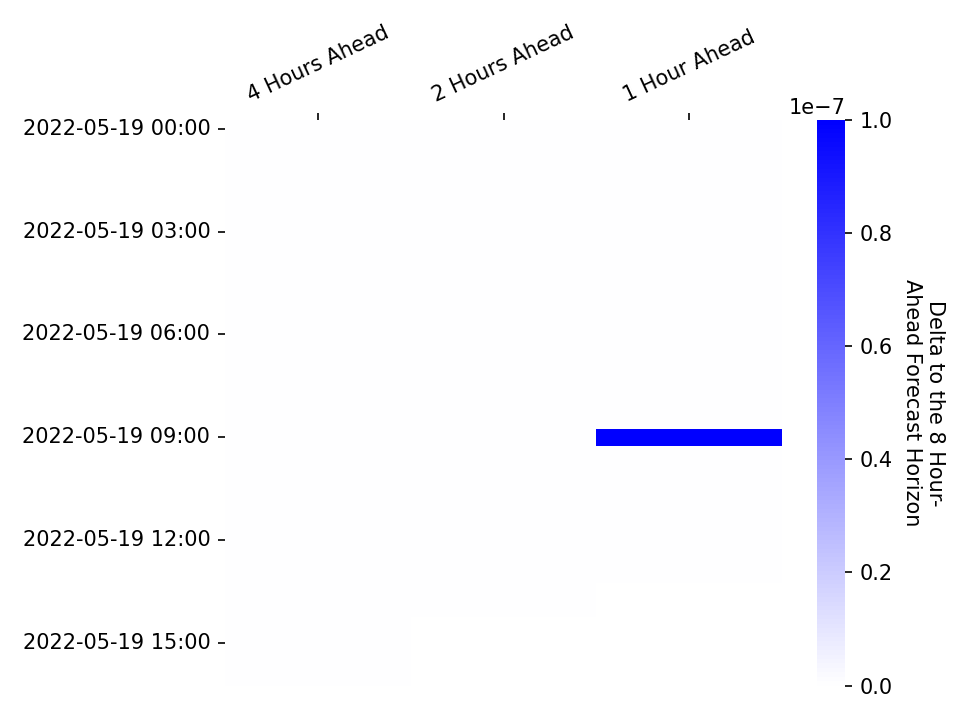 4 Hours Ahead
2 Hours Ahead
1 Hour Ahead
1e−7
2022-05-19 00:00
2022-05-19 03:00
2022-05-19 06:00
2022-05-19 09:00
2022-05-19 12:00
2022-05-19 15:00
1.0
0.8
0.6
0.4
0.2
0.0
Delta to the 8 Hour-
Ahead Forecast Horizon